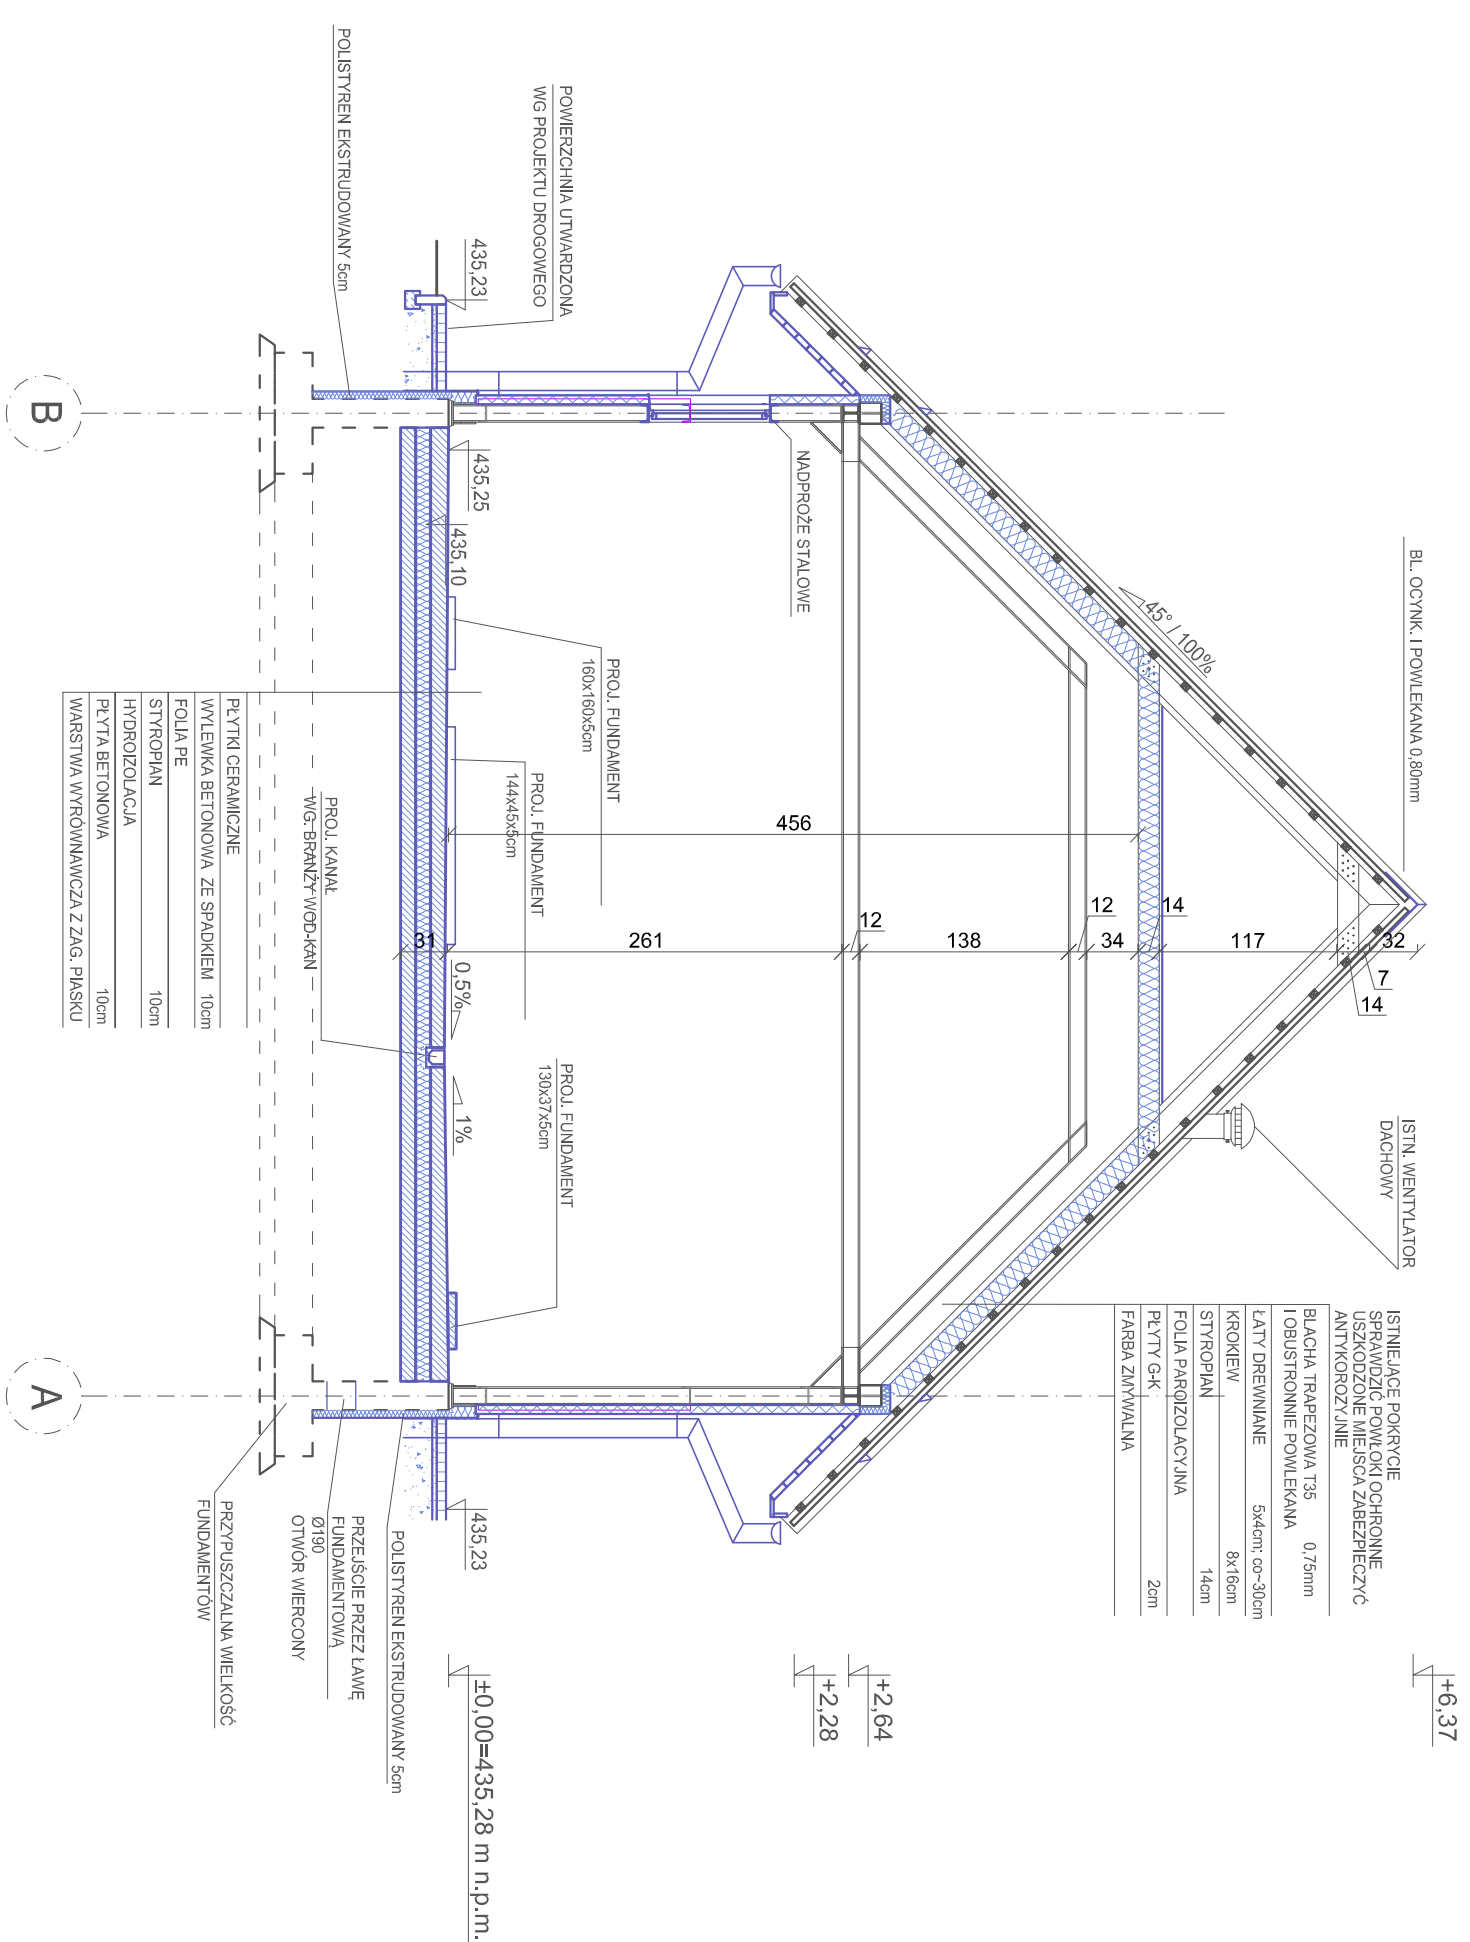 BL. OCYNK. I POWLEKANA 0,80mm
45° / 100%
ISTN. WENTYLATOR
DACHOWY
ISTNIEJĄCE POKRYCIE
SPRAWDZIĆ POWŁOKI OCHRONNE
USZKODZONE MIEJSCA ZABEZPIECZYĆ
ANTYKOROZYJNIE
BLACHA TRAPEZOWA T35 0,75mm
I OBUSTRONNIE POWLEKANA
ŁATY DREWNIANE 5x4cm; co~30cm
KROKIEW 8x16cm
STYROPIAN 14cm
FOLIA PAROIZOLACYJNA
PŁYTY G-K 2cm
FARBA ZMYWALNA
+6,37
+2,64
+2,28
±0,00=435,28 m n.p.m.
32
7
14
117
14
34
12
138
12
261
31
456
NADPROŻE STALOWE
POWIERZCHNIA UTWARDZONA
WG PROJEKTU DROGOWEGO
435,23
POLISTYREN EKSTRUDOWANY 5cm
435,25
435,10
PROJ. FUNDAMENT
160x160x5cm
PROJ. FUNDAMENT
144x45x5cm
0,5%
1%
PROJ. FUNDAMENT
130x37x5cm
435,23
PROJ. KANAŁ
WG. BRANŻY WOD-KAN
PŁYTKI CERAMICZNE
WYLEWKA BETONOWA ZE SPADKIEM 10cm
FOLIA PE
STYROPIAN 10cm
HYDROIZOLACJA
PŁYTA BETONOWA 10cm
WARSTWA WYRÓWNAWCZA Z ZAG. PIASKU
POLISTYREN EKSTRUDOWANY 5cm
PRZEJŚCIE PRZEZ ŁAWĘ
FUNDAMENTOWĄ
Ø190
OTWÓR WIERCONY
PRZYPUSZCZALNA WIELKOŚĆ
FUNDAMENTÓW
B
A